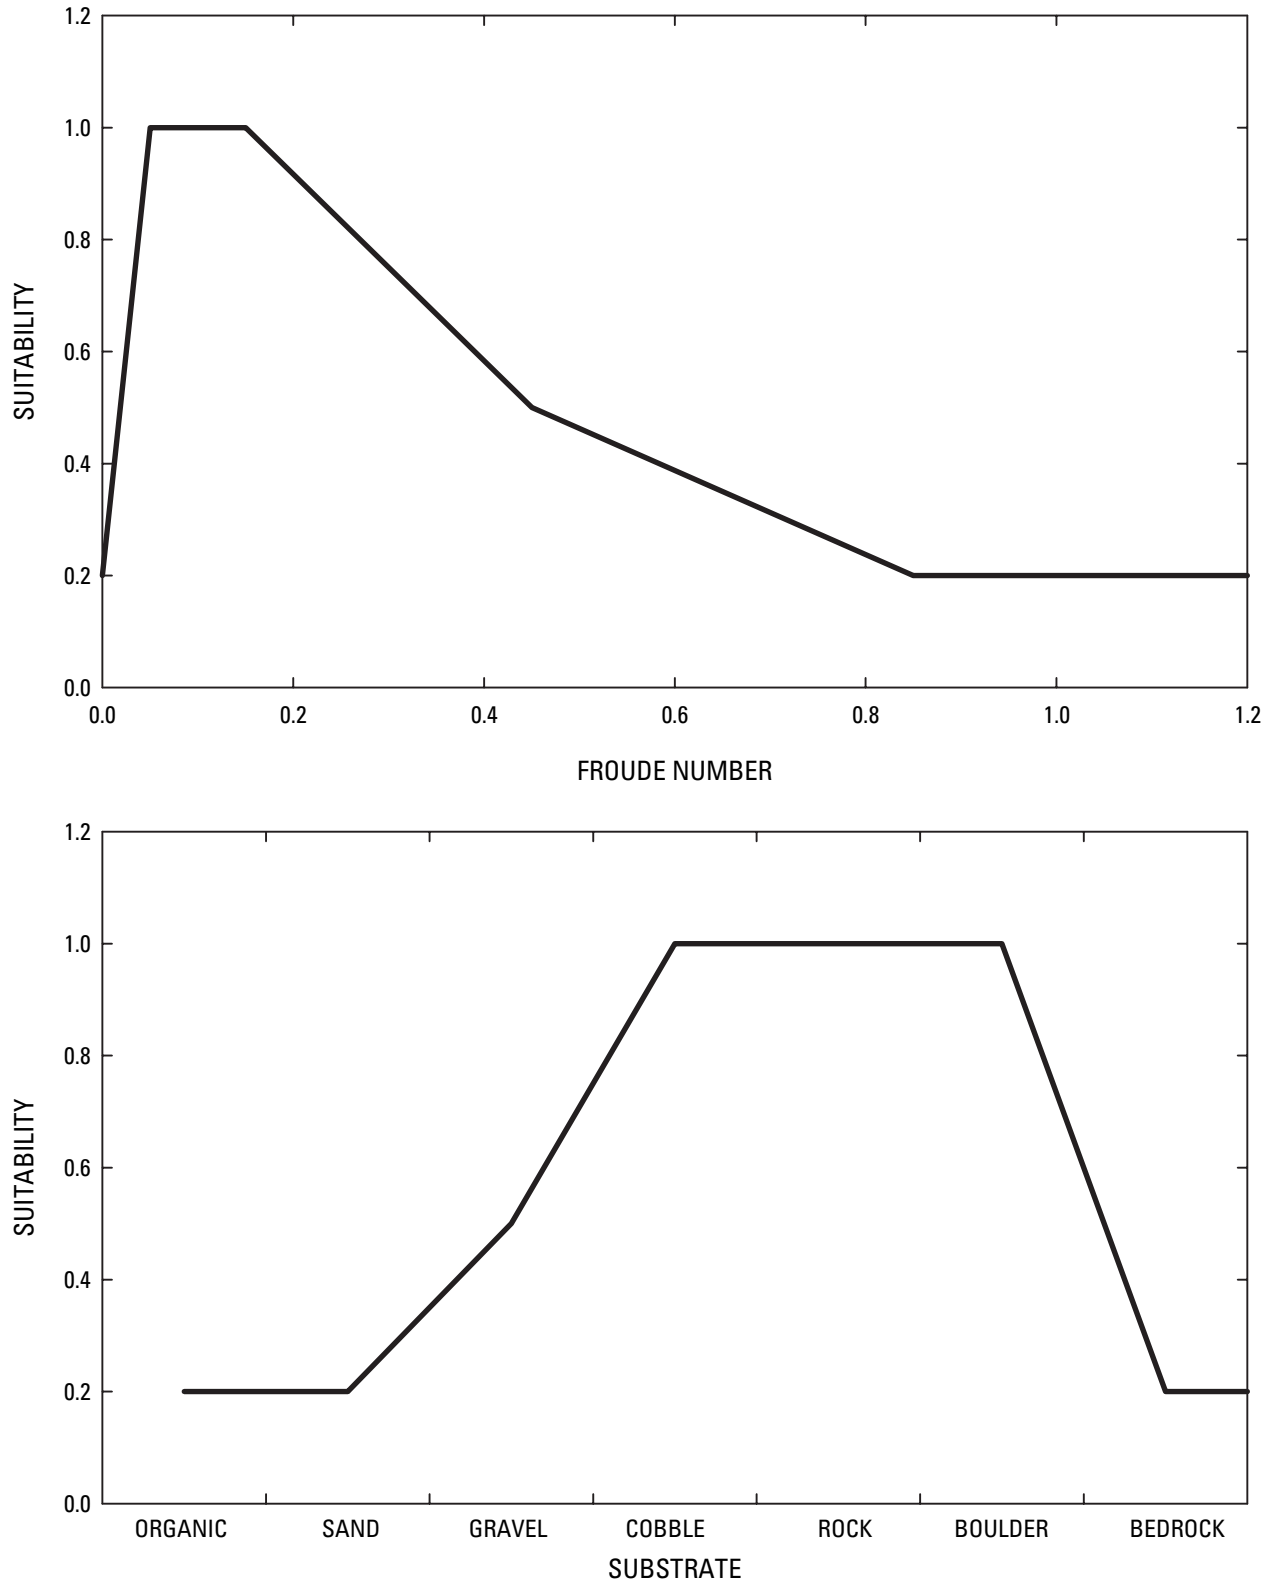 1.2
1.0
0.8
0.6
0.4
0.2
0.0
SUITABILITY
0.0 0.2 0.4 0.6 0.8 1.0 1.2
FROUDE NUMBER
1.2
1.0
0.8
0.6
0.4
0.2
0.0
SUITABILITY
ORGANIC SAND GRAVEL COBBLE ROCK BOULDER BEDROCK
SUBSTRATE